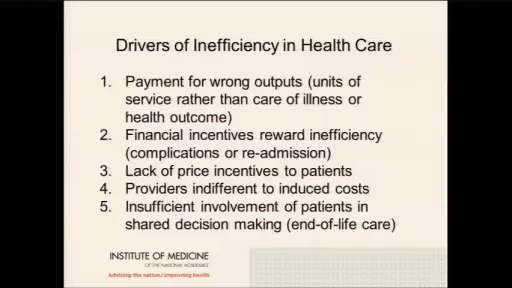 Drivers of Inefficiency in Health Care
1. Payment for wrong outputs (units of
service rather than care of illness or
health outcome)
2. Financial incentives reward inefficiency
(complications or re-admission)
3. Lack of price incentives to patients
4. Providers indifferent to induced costs
5. Insufficient involvement of patients in
shared decision making (end-of-life care)
INSTITUTE OF MEDICINE
OF THE NATIONAL ACADEMIES
Advising the nation / Improving health